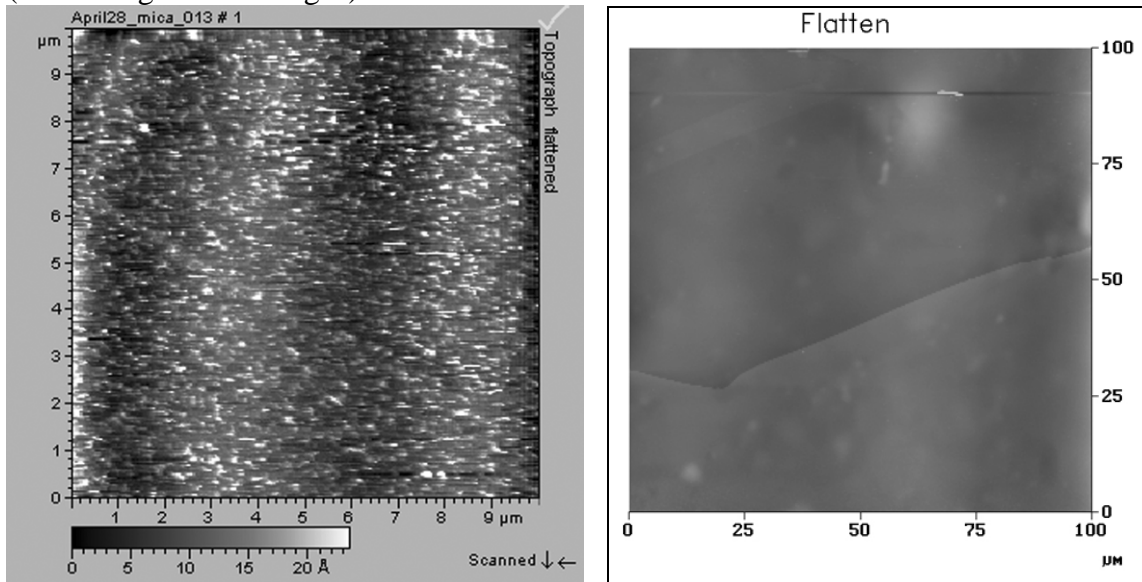 April28_mica_013 # 1
µm
9
8
7
6
5
4
3
2
1
0
1 2 3 4 5 6 7 8 9 µm
0 5 10 15 20 Å
Scanned ↓←
Topograph flattened
Flatten
100
75
50
25
0
0 25 50 75 100
µM